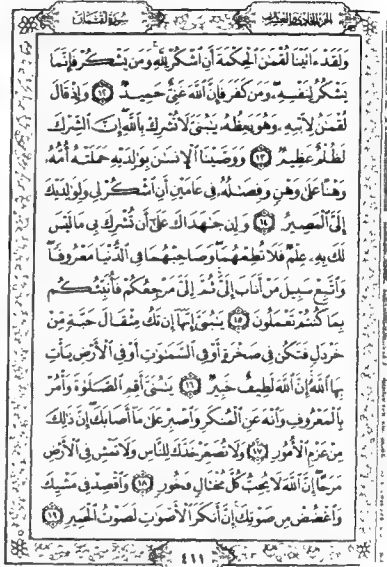 الجزء الحادي والعشرون سورة لقمان
وَلَقَدْ ءَاتَيْنَا لُقْمَٰنَ ٱلْحِكْمَةَ أَنِ ٱشْكُرْ لِلَّهِ وَمَن يَشْكُرْ فَإِنَّمَا
يَشْكُرُ لِنَفْسِهِۦ وَمَن كَفَرَ فَإِنَّ ٱللَّهَ غَنِىٌّ حَمِيدٌ ١٢ وَإِذْ قَالَ
لُقْمَٰنُ لِٱبْنِهِۦ وَهُوَ يَعِظُهُۥ يَٰبُنَىَّ لَا تُشْرِكْ بِٱللَّهِ إِنَّ ٱلشِّرْكَ
لَظُلْمٌ عَظِيمٌ ١٣ وَوَصَّيْنَا ٱلْإِنسَٰنَ بِوَٰلِدَيْهِ حَمَلَتْهُ أُمُّهُۥ
وَهْنًا عَلَىٰ وَهْنٍ وَفِصَٰلُهُۥ فِى عَامَيْنِ أَنِ ٱشْكُرْ لِى وَلِوَٰلِدَيْكَ
إِلَىَّ ٱلْمَصِيرُ ١٤ وَإِن جَٰهَدَاكَ عَلَىٰٓ أَن تُشْرِكَ بِى مَا لَيْسَ
لَكَ بِهِۦ عِلْمٌ فَلَا تُطِعْهُمَا وَصَاحِبْهُمَا فِى ٱلدُّنْيَا مَعْرُوفًا
وَٱتَّبِعْ سَبِيلَ مَنْ أَنَابَ إِلَىَّ ثُمَّ إِلَىَّ مَرْجِعُكُمْ فَأُنَبِّئُكُم
بِمَا كُنتُمْ تَعْمَلُونَ ١٥ يَٰبُنَىَّ إِنَّهَآ إِن تَكُ مِثْقَالَ حَبَّةٍ مِّنْ
خَرْدَلٍ فَتَكُن فِى صَخْرَةٍ أَوْ فِى ٱلسَّمَٰوَٰتِ أَوْ فِى ٱلْأَرْضِ يَأْتِ
بِهَا ٱللَّهُ إِنَّ ٱللَّهَ لَطِيفٌ خَبِيرٌ ١٦ يَٰبُنَىَّ أَقِمِ ٱلصَّلَوٰةَ وَأْمُرْ
بِٱلْمَعْرُوفِ وَٱنْهَ عَنِ ٱلْمُنكَرِ وَٱصْبِرْ عَلَىٰ مَآ أَصَابَكَ إِنَّ ذَٰلِكَ
مِنْ عَزْمِ ٱلْأُمُورِ ١٧ وَلَا تُصَعِّرْ خَدَّكَ لِلنَّاسِ وَلَا تَمْشِ فِى ٱلْأَرْضِ
مَرَحًا إِنَّ ٱللَّهَ لَا يُحِبُّ كُلَّ مُخْتَالٍ فَخُورٍ ١٨ وَٱقْصِدْ فِى مَشْيِكَ
وَٱغْضُضْ مِن صَوْتِكَ إِنَّ أَنكَرَ ٱلْأَصْوَٰتِ لَصَوْتُ ٱلْحَمِيرِ ١٩
٤١١